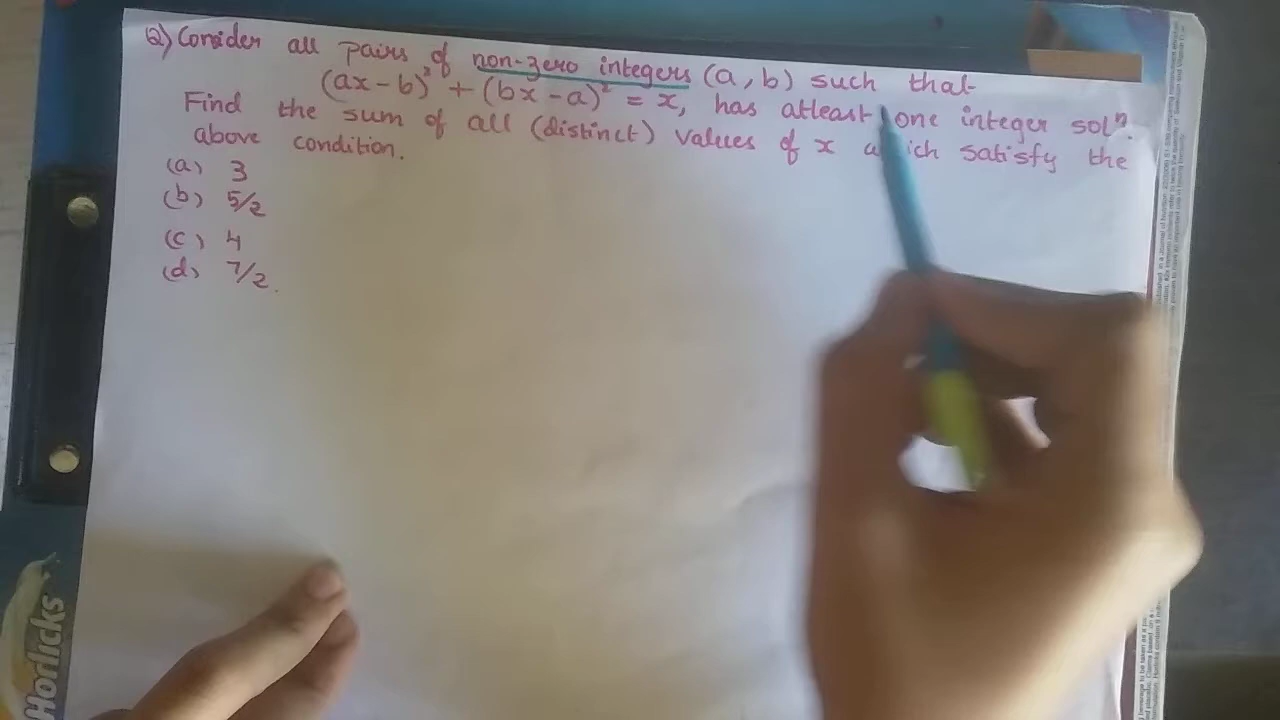 Q) Consider all pairs of non-zero integers (a, b) such that
(ax - b)² + (bx - a)² = x, has atleast one integer solⁿ.
Find the sum of all (distinct) values of x which satisfy the
above condition.
(a) 3
(b) 5/2
(c) 4
(d) 7/2.
Horlicks